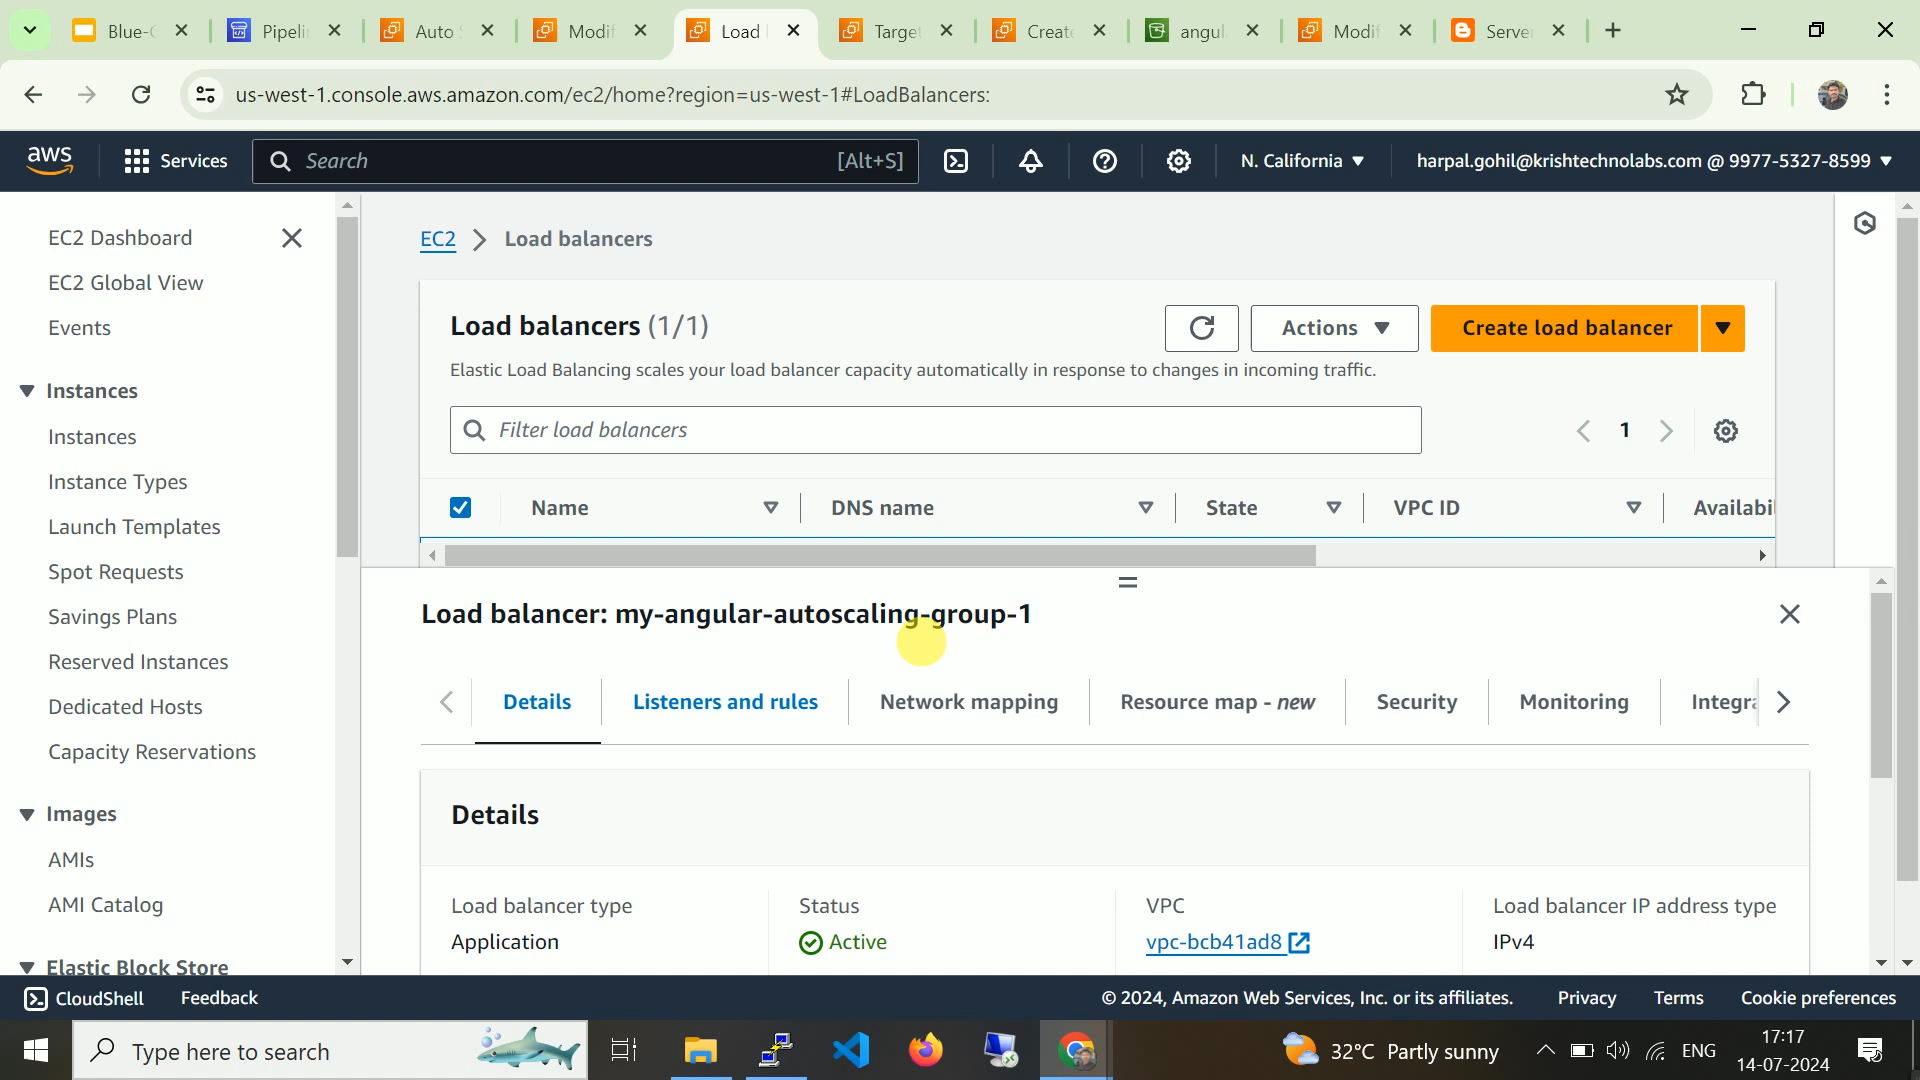 Blue-G
Pipeli
Auto S
Modif
Load
Target
Create
angul
Modif
Server
us-west-1.console.aws.amazon.com/ec2/home?region=us-west-1#LoadBalancers:
aws
Services
Search
[Alt+S]
N. California
harpal.gohil@krishtechnolabs.com @ 9977-5327-8599
EC2 Dashboard
EC2 Global View
Events
Instances
Instances
Instance Types
Launch Templates
Spot Requests
Savings Plans
Reserved Instances
Dedicated Hosts
Capacity Reservations
Images
AMIs
AMI Catalog
Elastic Block Store
EC2 > Load balancers
Load balancers (1/1)
Actions
Create load balancer
Elastic Load Balancing scales your load balancer capacity automatically in response to changes in incoming traffic.
Filter load balancers
1
Name
DNS name
State
VPC ID
Availabi
Load balancer: my-angular-autoscaling-group-1
Details
Listeners and rules
Network mapping
Resource map - new
Security
Monitoring
Integra
Details
Load balancer type
Application
Status
Active
VPC
vpc-bcb41ad8
Load balancer IP address type
IPv4
CloudShell
Feedback
© 2024, Amazon Web Services, Inc. or its affiliates.
Privacy
Terms
Cookie preferences
Type here to search
32°C Partly sunny
ENG
17:17
14-07-2024